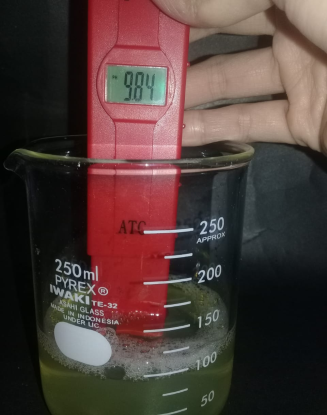 PH 9.84
ATC
250
APPROX
200
150
100
50
250ml
PYREX®
IWAKI TE-32
ASAHI GLASS
MADE IN INDONESIA
UNDER LIC.